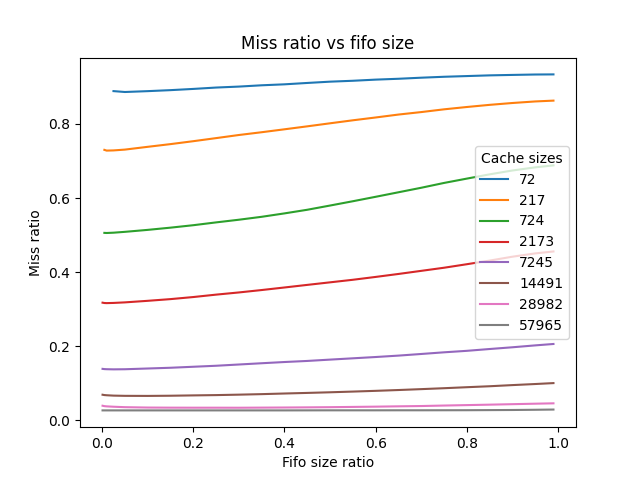 Miss ratio vs fifo size
Miss ratio
0.8
0.6
0.4
0.2
0.0
Cache sizes
72
217
724
2173
7245
14491
28982
57965
0.0 0.2 0.4 0.6 0.8 1.0
Fifo size ratio